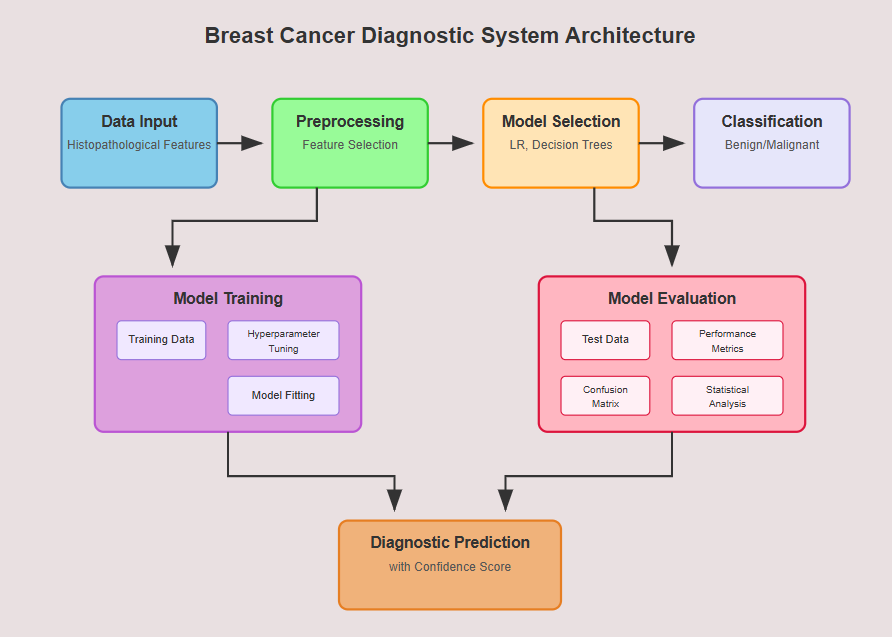 Breast Cancer Diagnostic System Architecture
Data Input
Histopathological Features
Preprocessing
Feature Selection
Model Selection
LR, Decision Trees
Classification
Benign/Malignant
Model Training
Training Data
Hyperparameter
Tuning
Model Fitting
Model Evaluation
Test Data
Performance
Metrics
Confusion
Matrix
Statistical
Analysis
Diagnostic Prediction
with Confidence Score